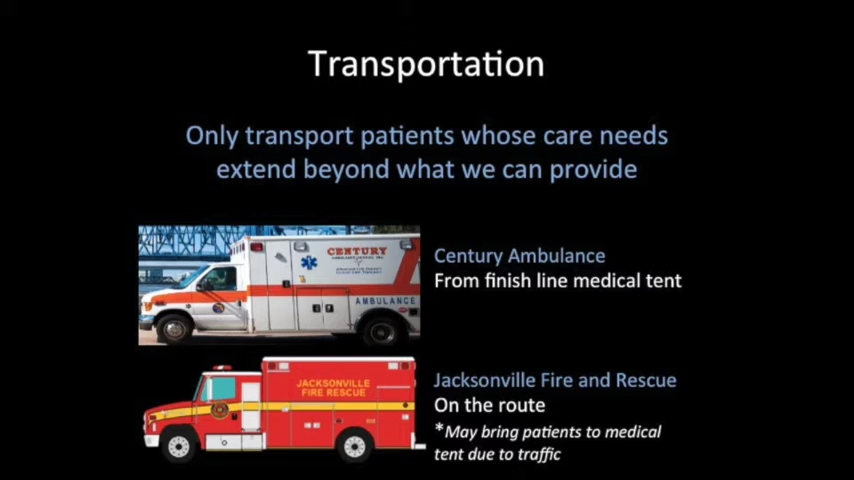 Transportation
Only transport patients whose care needs
extend beyond what we can provide
CENTURY
AMBULANCE
Century Ambulance
From finish line medical tent
JACKSONVILLE
FIRE RESCUE
Jacksonville Fire and Rescue
On the route
*May bring patients to medical
tent due to traffic